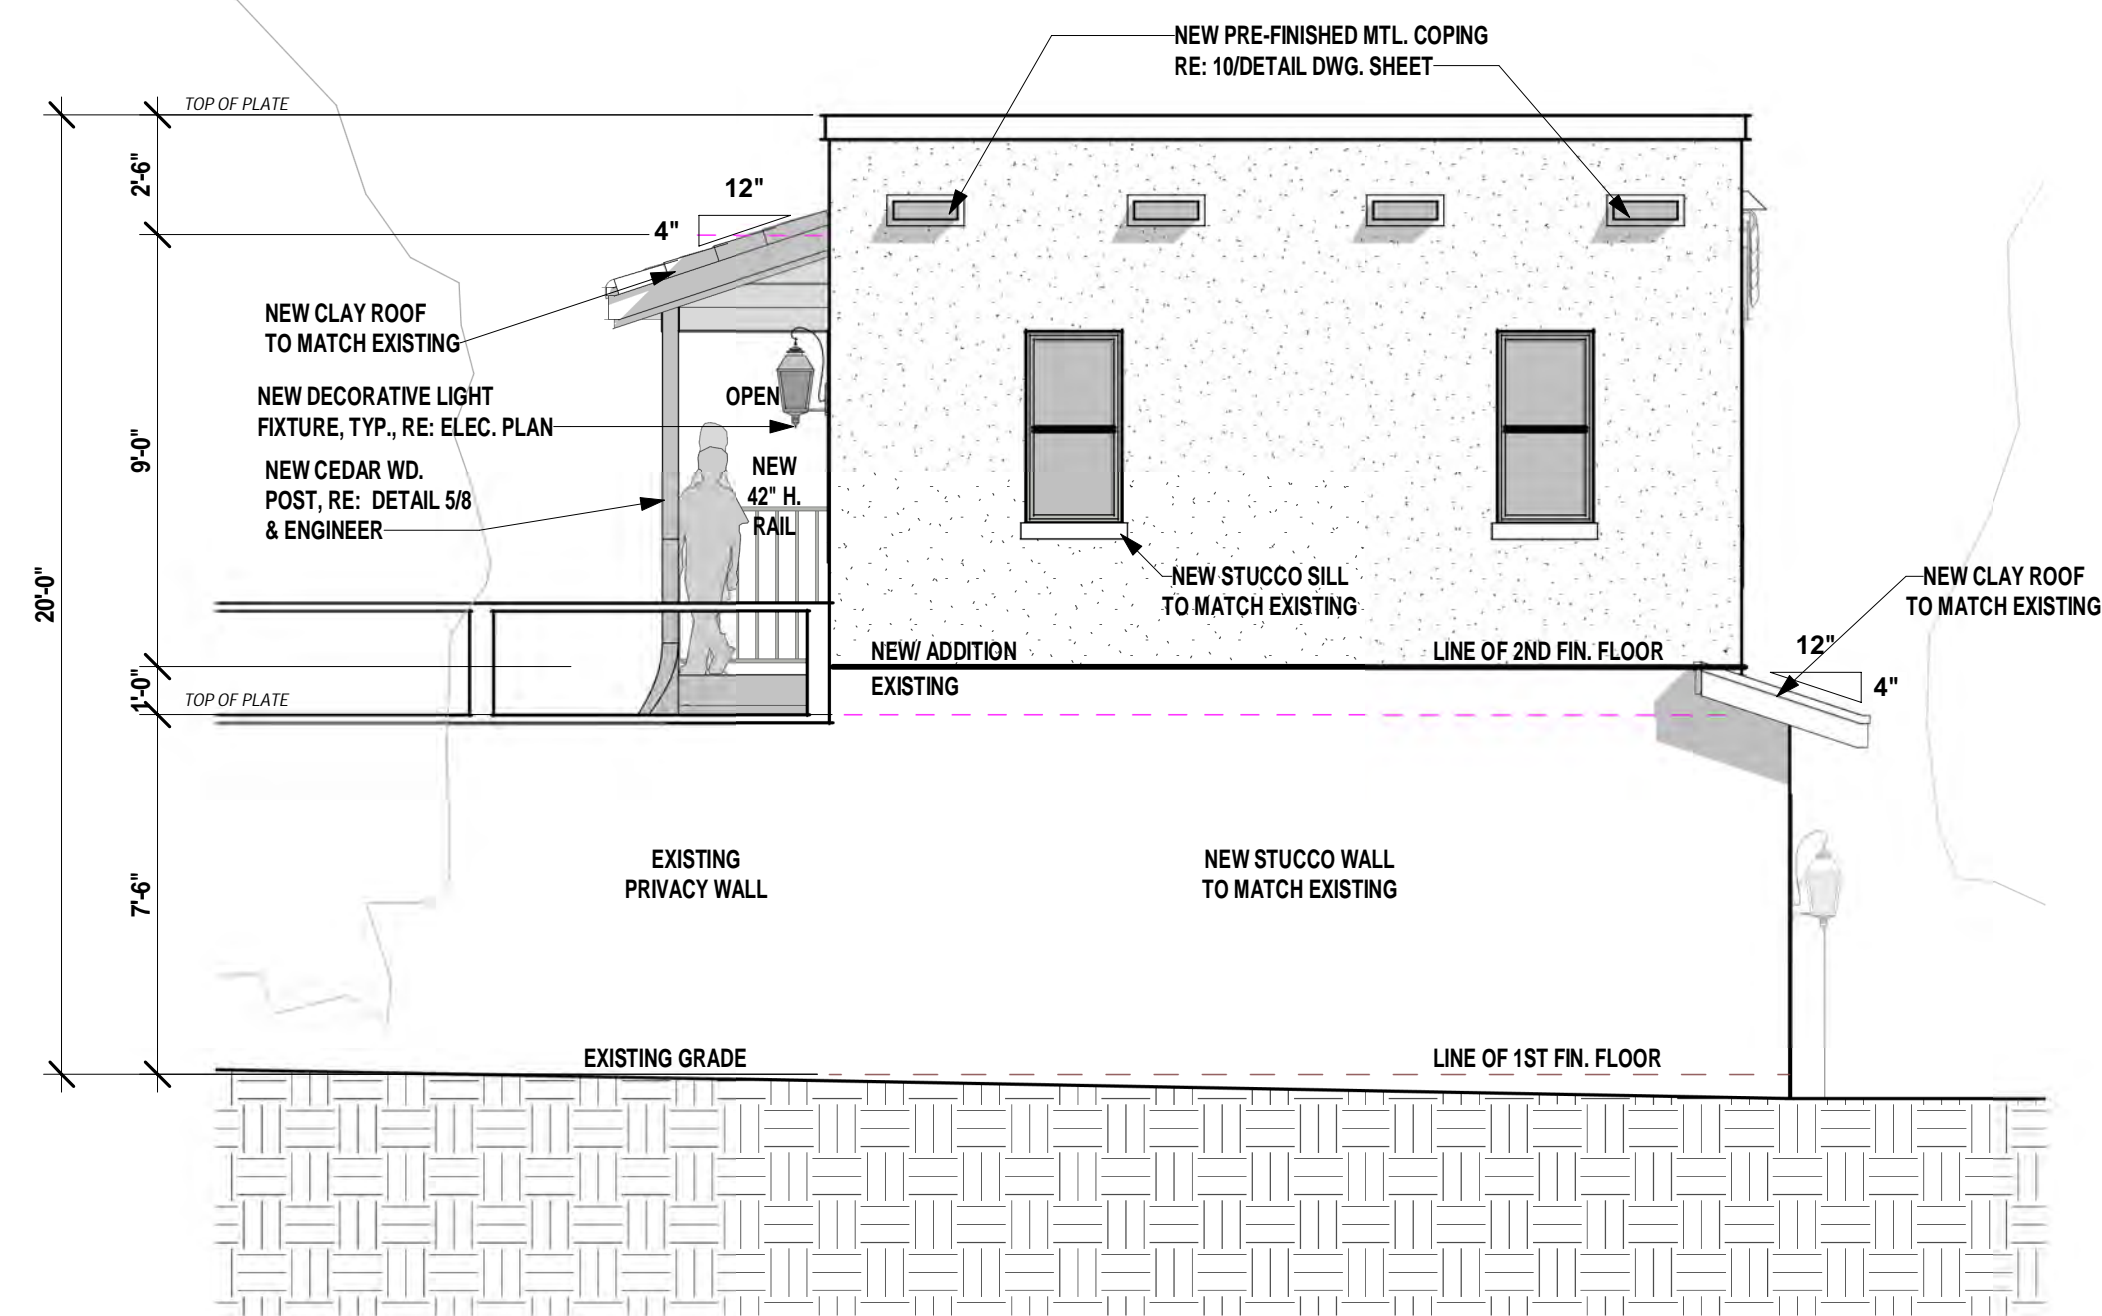 NEW PRE-FINISHED MTL. COPING
RE: 10/DETAIL DWG. SHEET
TOP OF PLATE
2'-6"
12"
4"
NEW CLAY ROOF
TO MATCH EXISTING
NEW DECORATIVE LIGHT
FIXTURE, TYP., RE: ELEC. PLAN
OPEN
9'-0"
NEW CEDAR WD.
POST, RE: DETAIL 5/8
& ENGINEER
NEW
42" H.
RAIL
20'-0"
NEW STUCCO SILL
TO MATCH EXISTING
NEW CLAY ROOF
TO MATCH EXISTING
12"
4"
NEW/ ADDITION
LINE OF 2ND FIN. FLOOR
EXISTING
1'-0"
TOP OF PLATE
7'-6"
EXISTING
PRIVACY WALL
NEW STUCCO WALL
TO MATCH EXISTING
EXISTING GRADE
LINE OF 1ST FIN. FLOOR